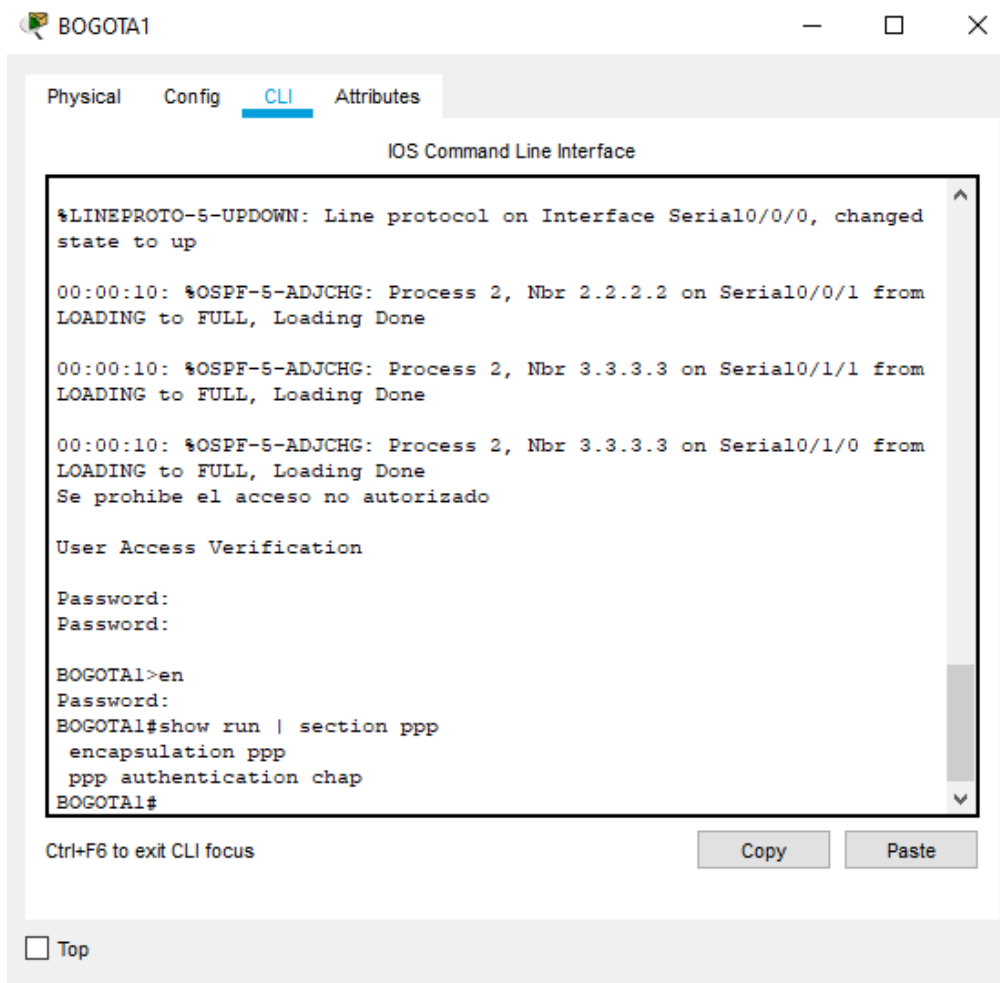 BOGOTA1
Physical Config CLI Attributes
IOS Command Line Interface
%LINEPROTO-5-UPDOWN: Line protocol on Interface Serial0/0/0, changed
state to up
00:00:10: %OSPF-5-ADJCHG: Process 2, Nbr 2.2.2.2 on Serial0/0/1 from
LOADING to FULL, Loading Done
00:00:10: %OSPF-5-ADJCHG: Process 2, Nbr 3.3.3.3 on Serial0/1/1 from
LOADING to FULL, Loading Done
00:00:10: %OSPF-5-ADJCHG: Process 2, Nbr 3.3.3.3 on Serial0/1/0 from
LOADING to FULL, Loading Done
Se prohibe el acceso no autorizado
User Access Verification
Password:
Password:
BOGOTA1>en
Password:
BOGOTA1#show run | section ppp
encapsulation ppp
ppp authentication chap
BOGOTA1#
Ctrl+F6 to exit CLI focus
Copy Paste
Top